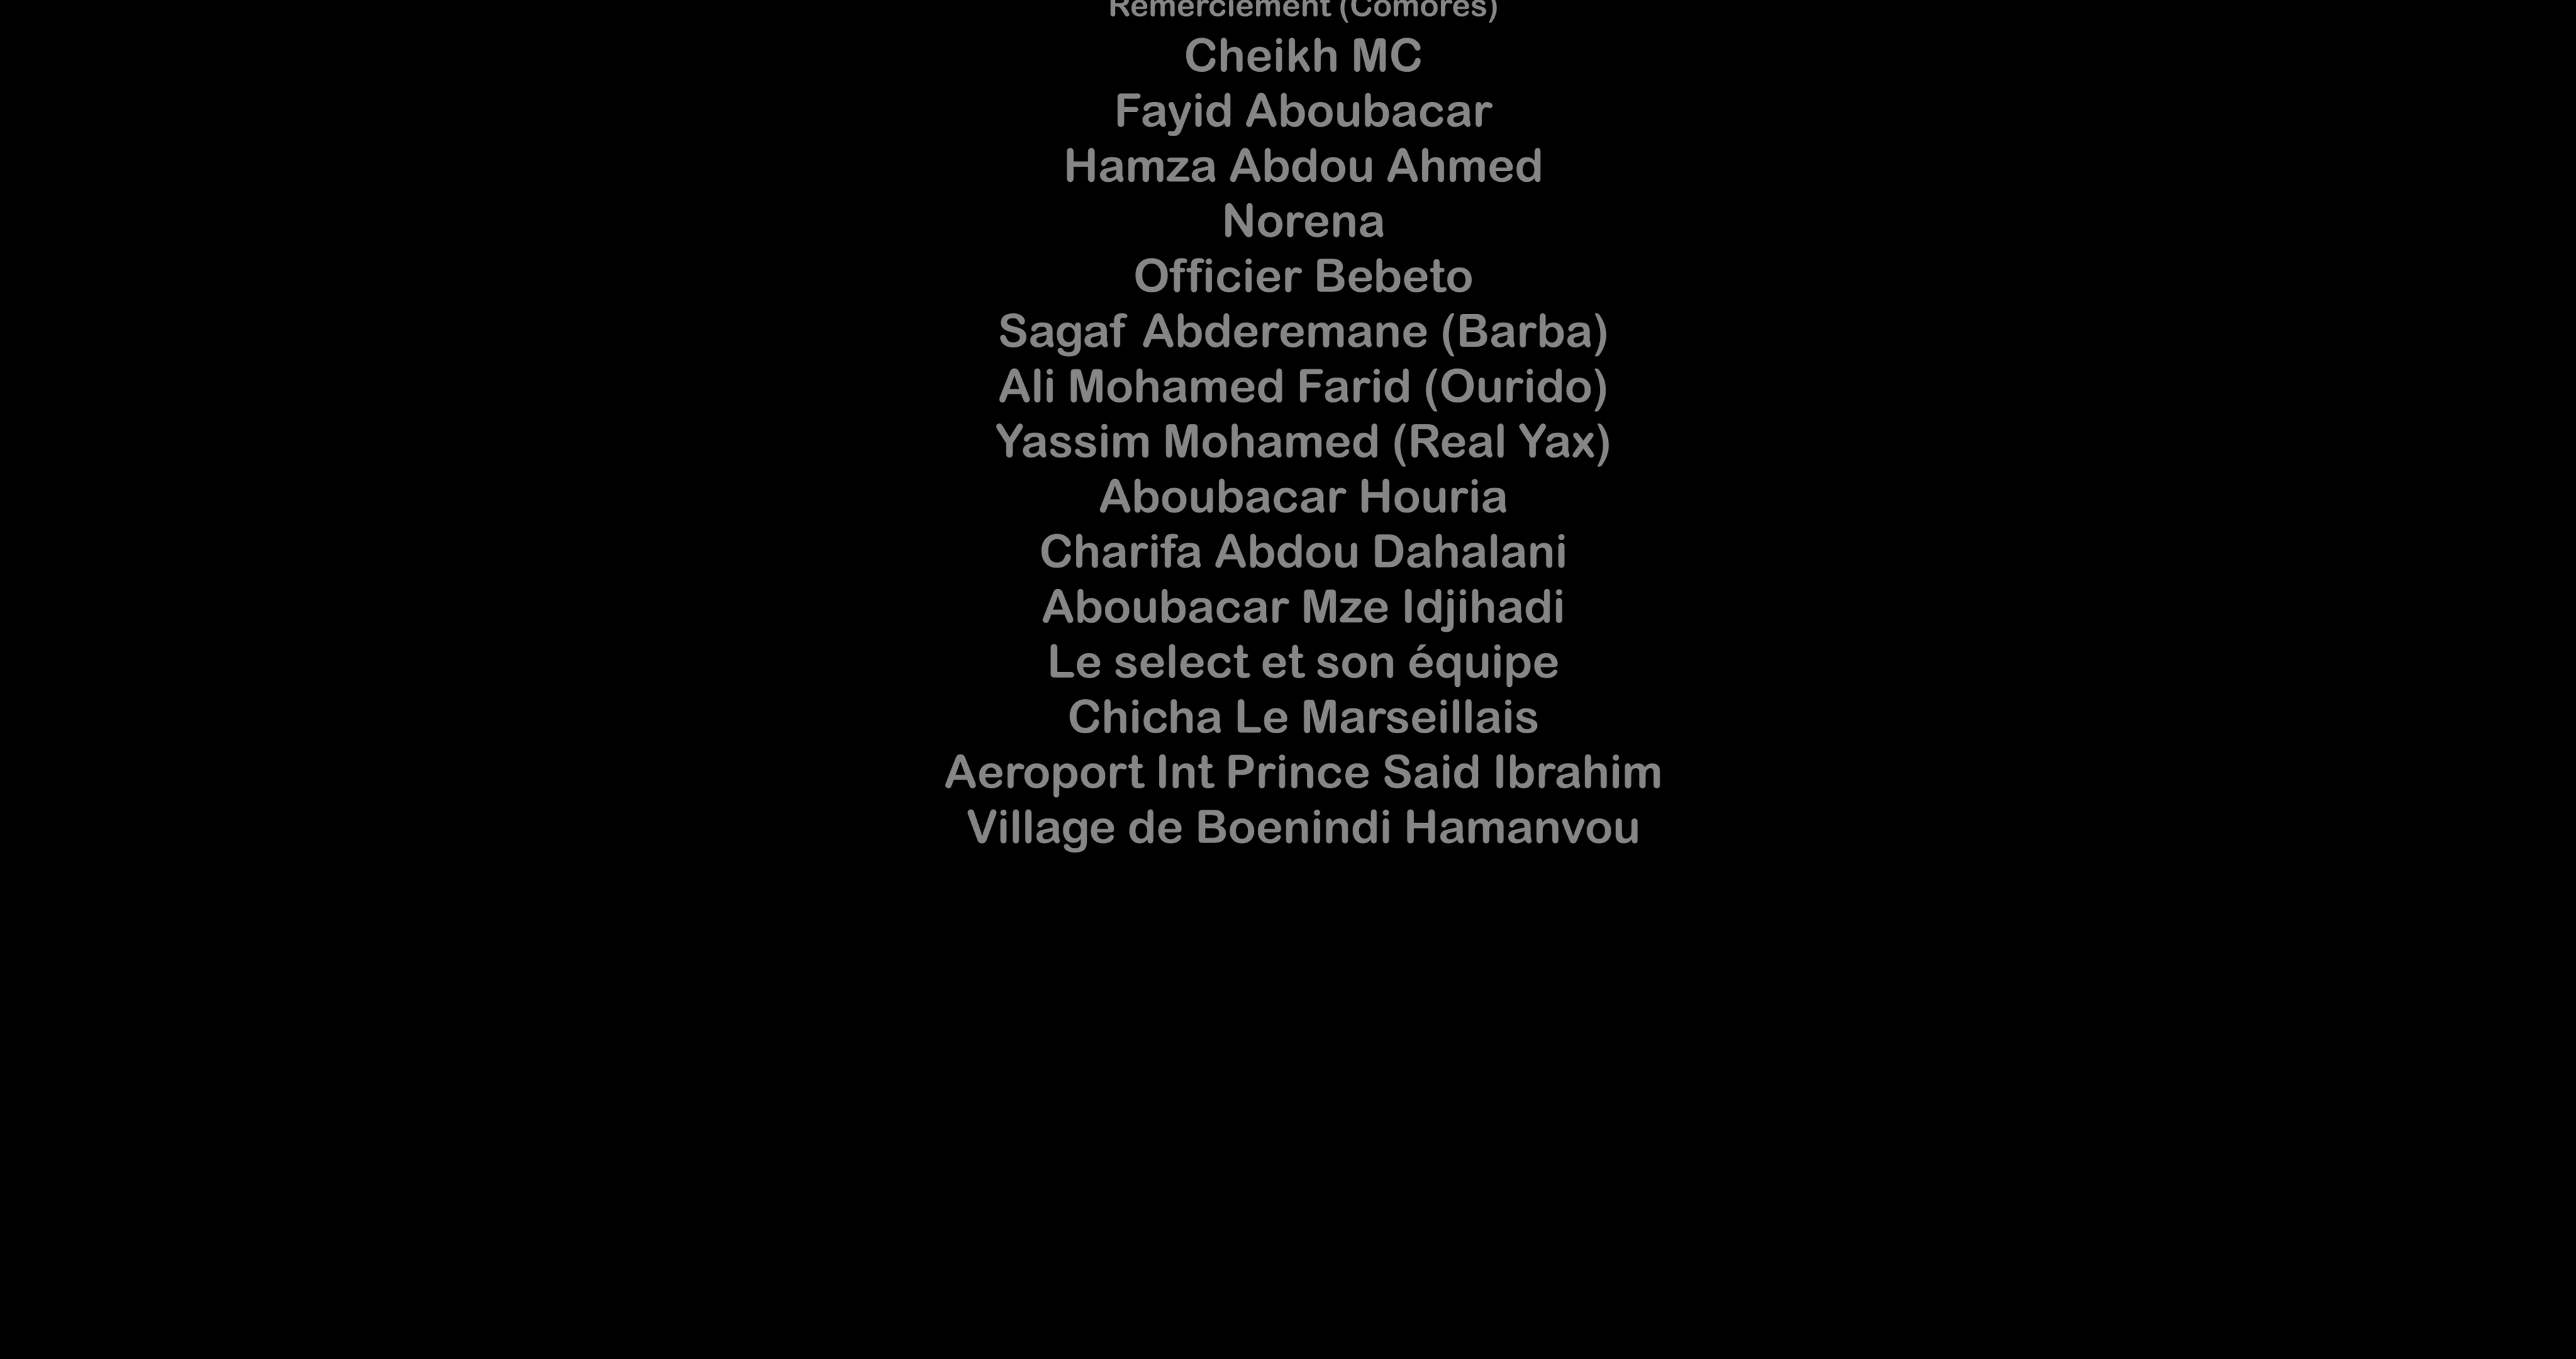 Remerciement (Comores)
Cheikh MC
Fayid Aboubacar
Hamza Abdou Ahmed
Norena
Officier Bebeto
Sagaf Abderemane (Barba)
Ali Mohamed Farid (Ourido)
Yassim Mohamed (Real Yax)
Aboubacar Houria
Charifa Abdou Dahalani
Aboubacar Mze Idjihadi
Le select et son équipe
Chicha Le Marseillais
Aeroport Int Prince Said Ibrahim
Village de Boenindi Hamanvou